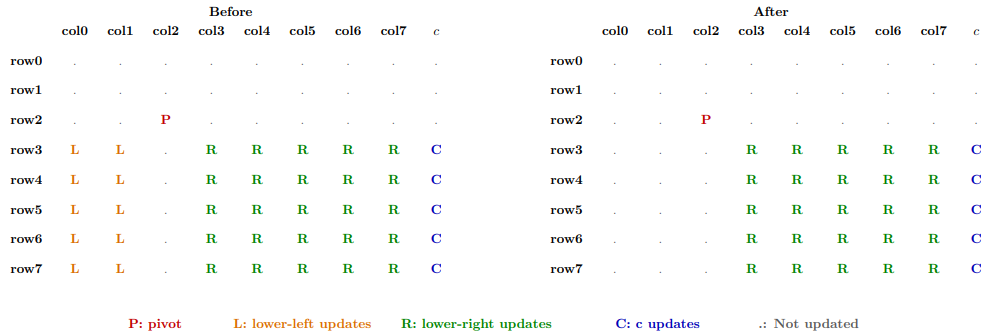 Before After
col0 col1 col2 col3 col4 col5 col6 col7 c col0 col1 col2 col3 col4 col5 col6 col7 c
row0 . . . . . . . . . row0 . . . . . . . . .
row1 . . . . . . . . . row1 . . . . . . . . .
row2 . . P . . . . . . row2 . . P . . . . . .
row3 L L . R R R R R C row3 . . . R R R R R C
row4 L L . R R R R R C row4 . . . R R R R R C
row5 L L . R R R R R C row5 . . . R R R R R C
row6 L L . R R R R R C row6 . . . R R R R R C
row7 L L . R R R R R C row7 . . . R R R R R C
P: pivot L: lower-left updates R: lower-right updates C: c updates .: Not updated